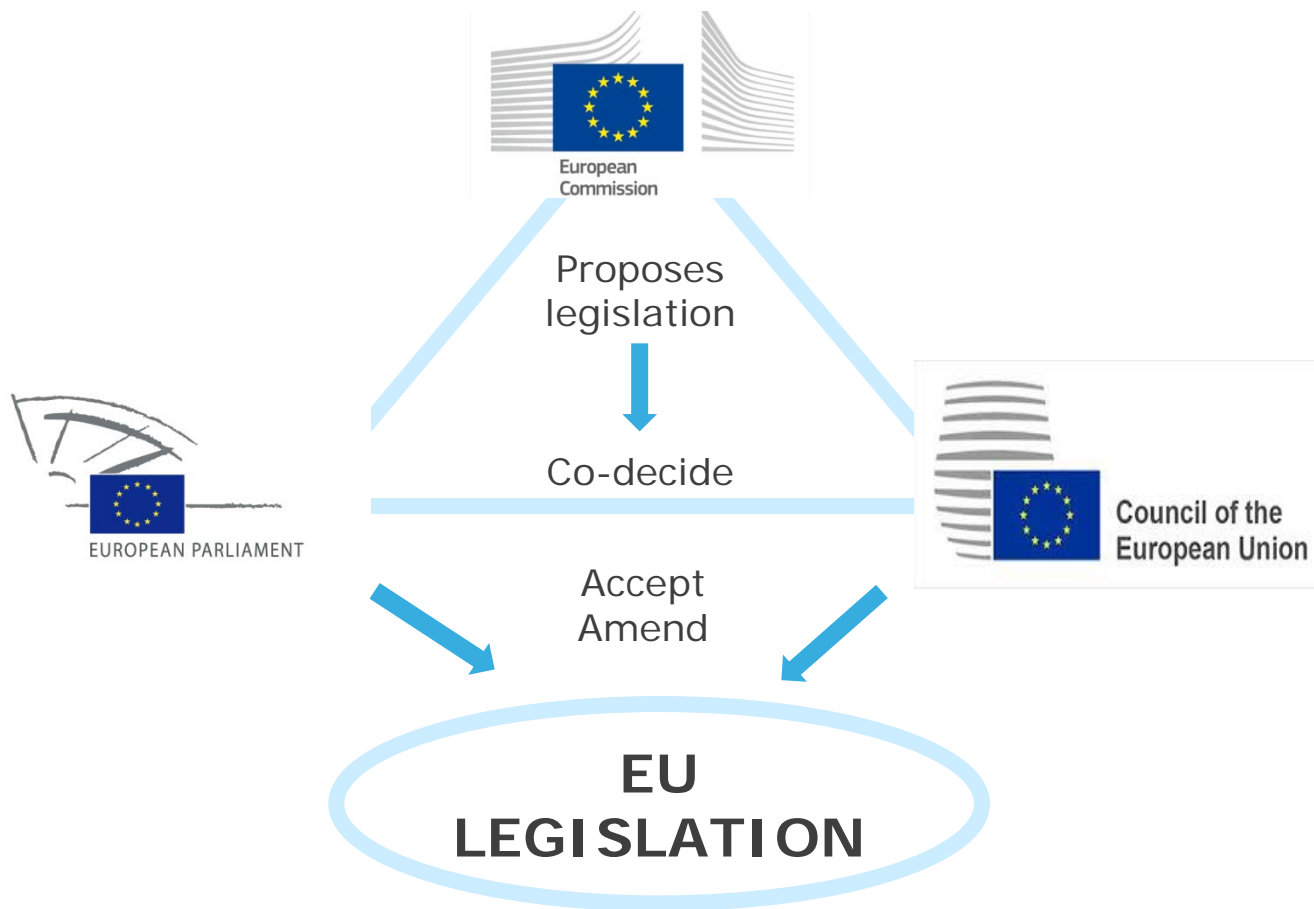 European
Commission
Proposes
legislation
Co-decide
EUROPEAN PARLIAMENT
Council of the
European Union
Accept
Amend
EU
LEGISLATION